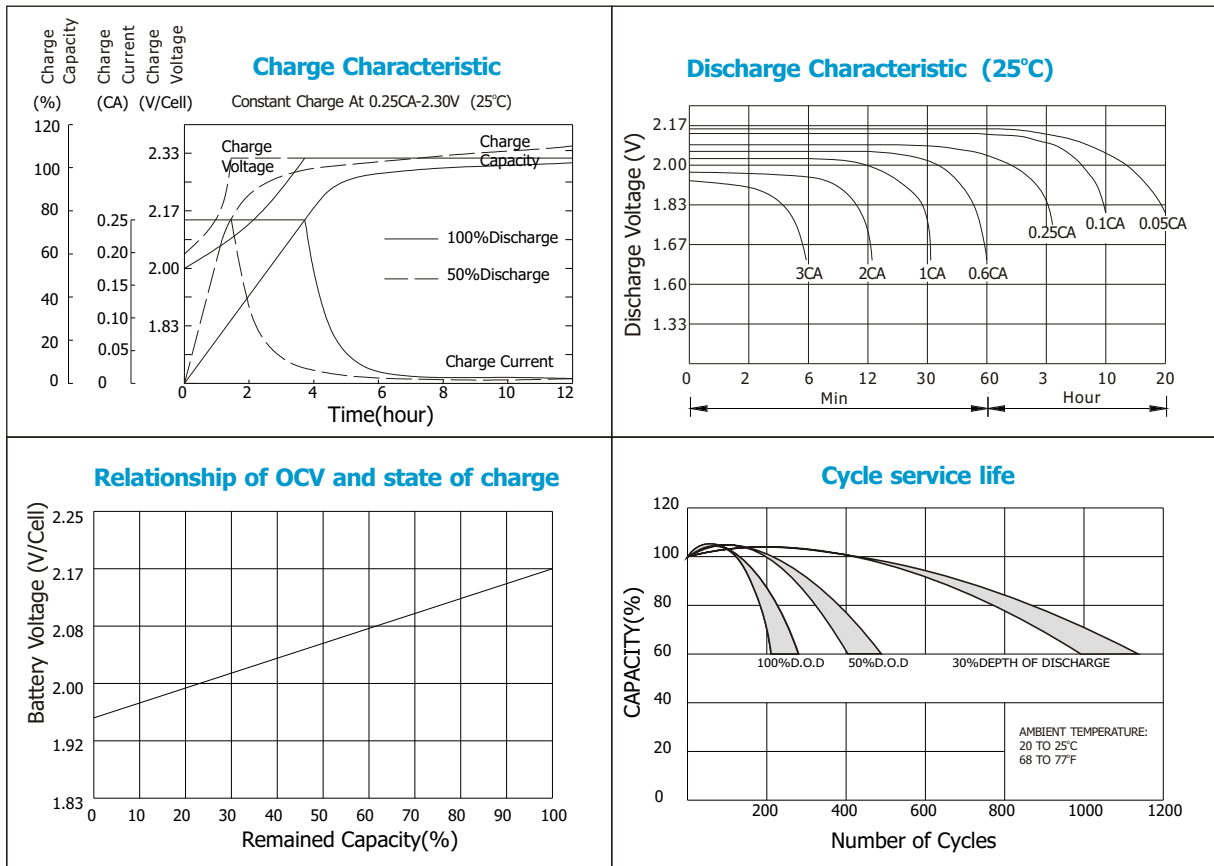 Charge Capacity
Charge Current
Charge Voltage
(%)
(CA)
(V/Cell)
Charge Characteristic
Constant Charge At 0.25CA-2.30V (25°C)
120
100
80
60
40
20
0
0.25
0.20
0.15
0.10
0.05
0
2.33
2.17
2.00
1.83
Charge Voltage
Charge Capacity
100%Discharge
50%Discharge
Charge Current
0 2 4 6 8 10 12
Time(hour)
Discharge Characteristic (25°C)
Discharge Voltage (V)
2.17
2.00
1.83
1.67
1.60
1.33
3CA
2CA
1CA
0.6CA
0.25CA
0.1CA
0.05CA
0 2 6 12 30 60 3 10 20
Min
Hour
Relationship of OCV and state of charge
Battery Voltage (V/Cell)
2.25
2.17
2.08
2.00
1.92
1.83
0 10 20 30 40 50 60 70 80 90 100
Remained Capacity(%)
Cycle service life
CAPACITY(%)
120
100
80
60
40
20
0
100%D.O.D
50%D.O.D
30%DEPTH OF DISCHARGE
AMBIENT TEMPERATURE:
20 TO 25°C
68 TO 77°F
200 400 600 800 1000 1200
Number of Cycles